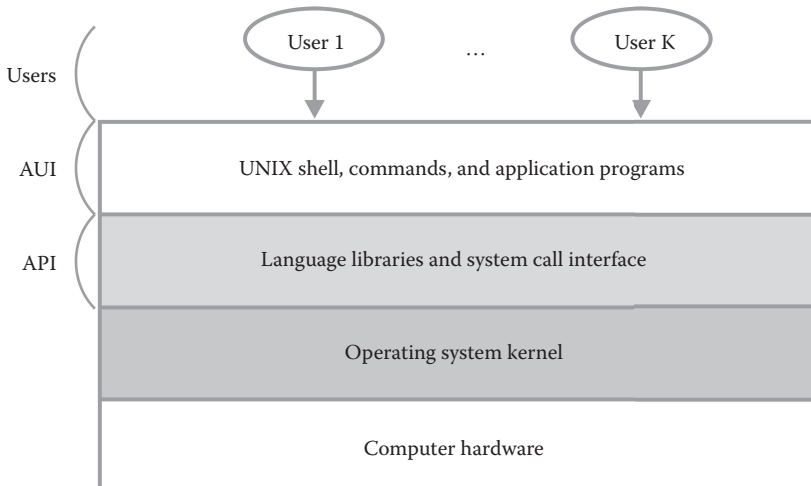 User 1
…
User K
Users
AUI
UNIX shell, commands, and application programs
API
Language libraries and system call interface
Operating system kernel
Computer hardware